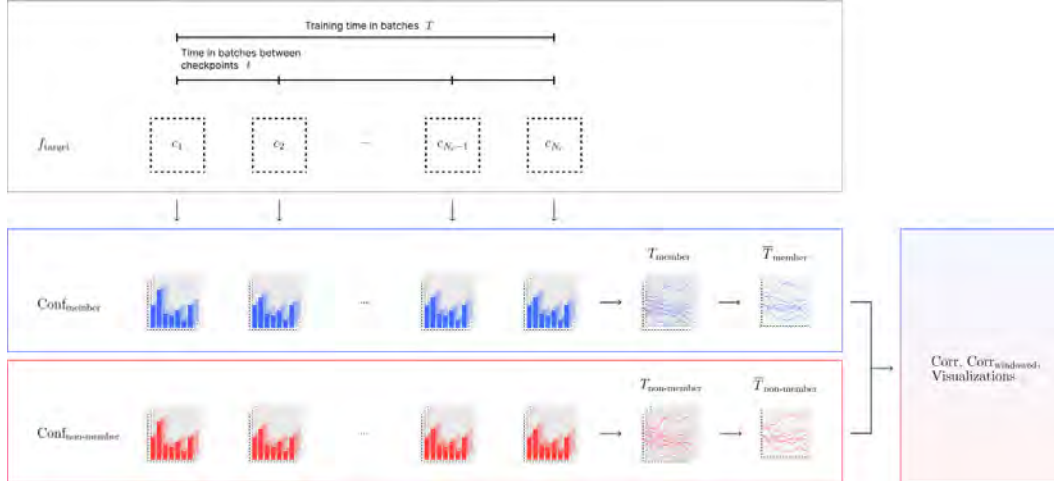 Training time in batches T
Time in batches between
checkpoints t
f_target
c_1
c_2
...
c_{N_c-1}
c_{N_c}
Conf_member
...
T_member
T̅_member
Conf_non-member
...
T_non-member
T̅_non-member
Corr, Corr_windowed,
Visualizations